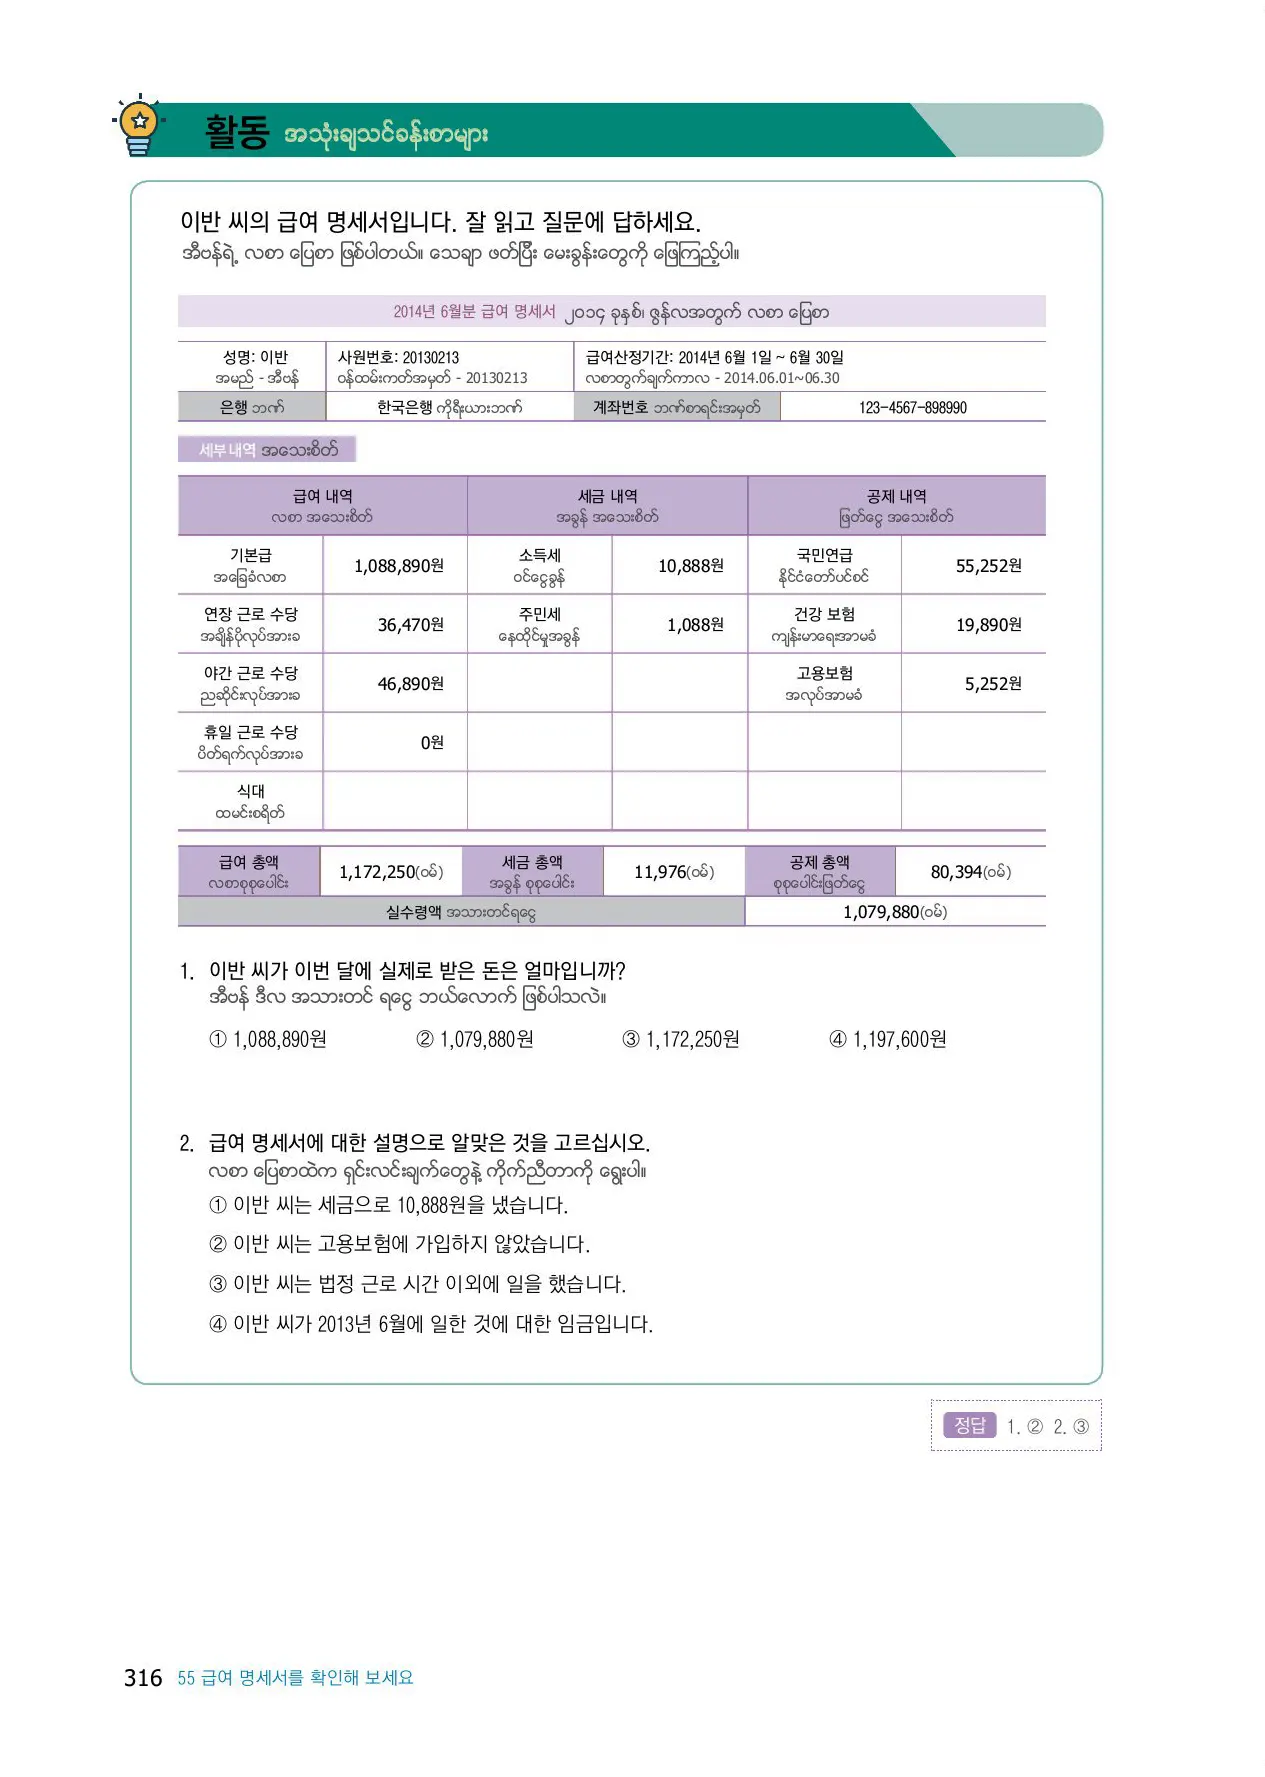 활동 အသုံးချသင်ခန်းစာများ
이반 씨의 급여 명세서입니다. 잘 읽고 질문에 답하세요.
အီဗန်ရဲ့ လစာ ပြေစာ ဖြစ်ပါတယ်။ သေချာ ဖတ်ပြီး မေးခွန်းတွေကို ဖြေကြည့်ပါ။
2014년 6월분 급여 명세서 ၂၀၁၄ ခုနှစ်၊ ဇွန်လအတွက် လစာ ပြေစာ
성명: 이반 사원번호: 20130213 급여산정기간: 2014년 6월 1일 ~ 6월 30일
အမည် - အီဗန် ဝန်ထမ်းကတ်အမှတ် - 20130213 လစာတွက်ချက်ကာလ - 2014.06.01~06.30
은행 ဘဏ် 한국은행 ကိုရီးယားဘဏ် 계좌번호 ဘဏ်စာရင်းအမှတ် 123-4567-898990
세부 내역 အသေးစိတ်
급여 내역 세금 내역 공제 내역
လစာ အသေးစိတ် အခွန် အသေးစိတ် ဖြတ်ငွေ အသေးစိတ်
기본급 1,088,890원 소득세 10,888원 국민연급 55,252원
အခြေခံလစာ ဝင်ငွေခွန် နိုင်ငံတော်ပင်စင်
연장 근로 수당 36,470원 주민세 1,088원 건강 보험 19,890원
အချိန်ပိုလုပ်အားခ နေထိုင်မှုအခွန် ကျန်းမာရေးအာမခံ
야간 근로 수당 46,890원 고용보험 5,252원
ညဆိုင်းလုပ်အားခ အလုပ်အာမခံ
휴일 근로 수당 0원
ပိတ်ရက်လုပ်အားခ
식대
ထမင်းစရိတ်
급여 총액 1,172,250(ဝမ်) 세금 총액 11,976(ဝမ်) 공제 총액 80,394(ဝမ်)
လစာစုစုပေါင်း အခွန် စုစုပေါင်း စုစုပေါင်းဖြတ်ငွေ
실수령액 အသားတင်ရငွေ 1,079,880(ဝမ်)
1. 이반 씨가 이번 달에 실제로 받은 돈은 얼마입니까?
အီဗန် ဒီလ အသားတင် ရငွေ ဘယ်လောက် ဖြစ်ပါသလဲ။
① 1,088,890원 ② 1,079,880원 ③ 1,172,250원 ④ 1,197,600원
2. 급여 명세서에 대한 설명으로 알맞은 것을 고르십시오.
လစာ ပြေစာထဲက ရှင်းလင်းချက်တွေနဲ့ ကိုက်ညီတာကို ရွေးပါ။
① 이반 씨는 세금으로 10,888원을 냈습니다.
② 이반 씨는 고용보험에 가입하지 않았습니다.
③ 이반 씨는 법정 근로 시간 이외에 일을 했습니다.
④ 이반 씨가 2013년 6월에 일한 것에 대한 임금입니다.
정답 1. ② 2. ③
316 55 급여 명세서를 확인해 보세요